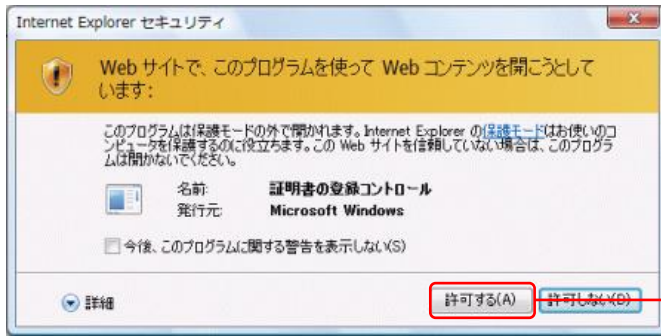 Internet Explorer セキュリティ
Web サイトで、このプログラムを使って Web コンテンツを開こうとして
います:
このプログラムは保護モードの外で開かれます。Internet Explorer の保護モードはお使いのコ
ンピュータを保護するのに役立ちます。この Web サイトを信頼していない場合は、このプログラ
ムは開かないでください。
名前: 証明書の登録コントロール
発行元: Microsoft Windows
今後、このプログラムに関する警告を表示しない(S)
詳細 許可する(A) 許可しない(D)